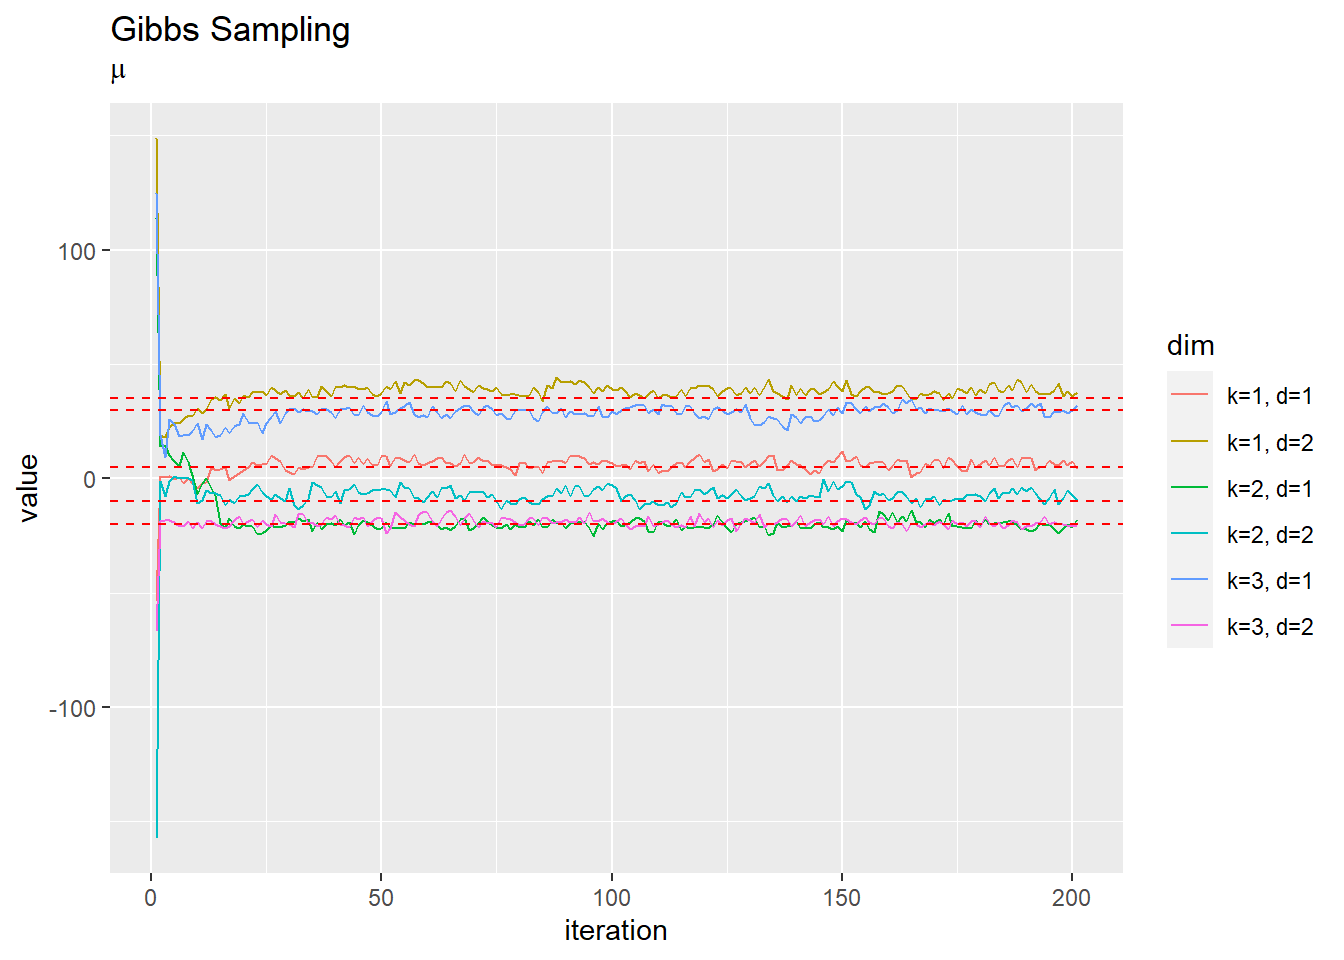 Gibbs Sampling
μ
value
100
0
-100
0
50
100
150
200
iteration
dim
k=1, d=1
k=1, d=2
k=2, d=1
k=2, d=2
k=3, d=1
k=3, d=2